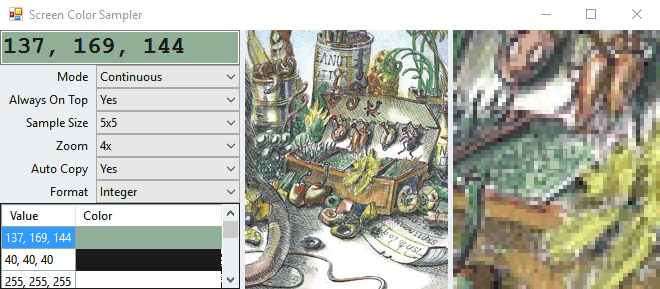 Screen Color Sampler
137, 169, 144
Mode Continuous
Always On Top Yes
Sample Size 5x5
Zoom 4x
Auto Copy Yes
Format Integer
Value Color
137, 169, 144
40, 40, 40
255, 255, 255